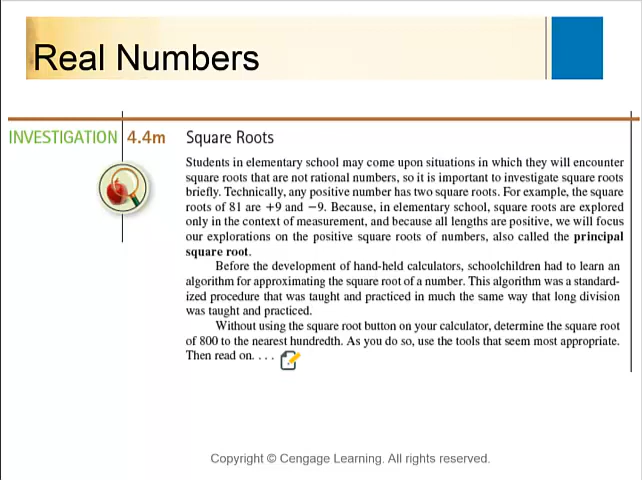 Real Numbers
INVESTIGATION 4.4m Square Roots
Students in elementary school may come upon situations in which they will encounter
square roots that are not rational numbers, so it is important to investigate square roots
briefly. Technically, any positive number has two square roots. For example, the square
roots of 81 are +9 and −9. Because, in elementary school, square roots are explored
only in the context of measurement, and because all lengths are positive, we will focus
our explorations on the positive square roots of numbers, also called the principal
square root.
Before the development of hand-held calculators, schoolchildren had to learn an
algorithm for approximating the square root of a number. This algorithm was a standard-
ized procedure that was taught and practiced in much the same way that long division
was taught and practiced.
Without using the square root button on your calculator, determine the square root
of 800 to the nearest hundredth. As you do so, use the tools that seem most appropriate.
Then read on. . . .
Copyright © Cengage Learning. All rights reserved.